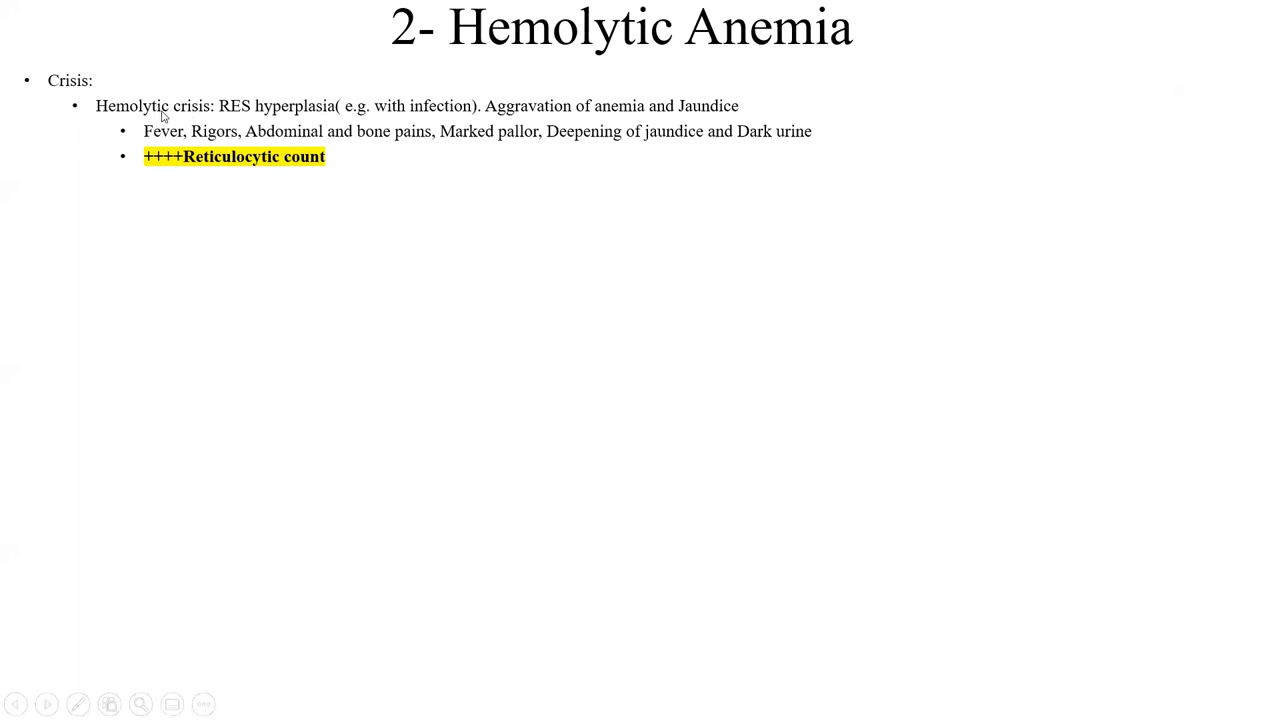 2- Hemolytic Anemia
• Crisis:
• Hemolytic crisis: RES hyperplasia( e.g. with infection). Aggravation of anemia and Jaundice
• Fever, Rigors, Abdominal and bone pains, Marked pallor, Deepening of jaundice and Dark urine
• ++++Reticulocytic count